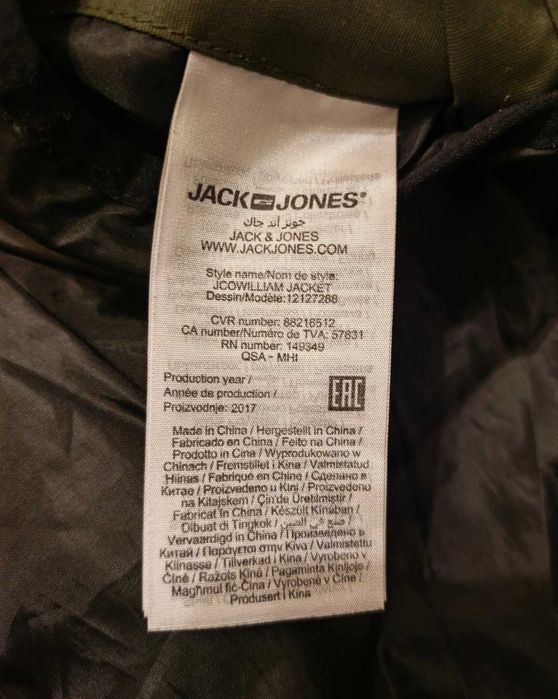 JACK JONES®
جونز اند جاك
JACK & JONES
WWW.JACKJONES.COM
Style name/Nom de style:
JCOWILLIAM JACKET
Dessin/Modèle:12127288
CVR number: 88216512
CA number/Numéro de TVA: 57831
RN number: 149349
QSA - MHI
Production year /
Année de production /
Proizvodnje: 2017
EAC
Made in China / Hergestellt in China /
Fabricado en China / Feito na China /
Prodotto in Cina / Wyprodukowano w
Chinach / Fremstillet i Kina / Valmistatud
Hiinas / Fabriqué en Chine / Сделано в
Китае / Proizvedeno u Kini / Proizvedeno
na Kitajskem / Çin'de Üretilmiştir /
Fabricat în China / Készült Kínában /
Dibuat di Tingkok / صنع في الصين /
Vervaardigd in China / Произведено в
Китай / Παράγεται στην Κίνα / Valmistettu
Kiinassa / Tillverkad i Kina / Vyrobeno v
Číně / Ražots Ķīnā / Pagaminta Kinijoje /
Magħmul fiċ-Ċina / Vyrobené v Číne /
Produsert i Kina